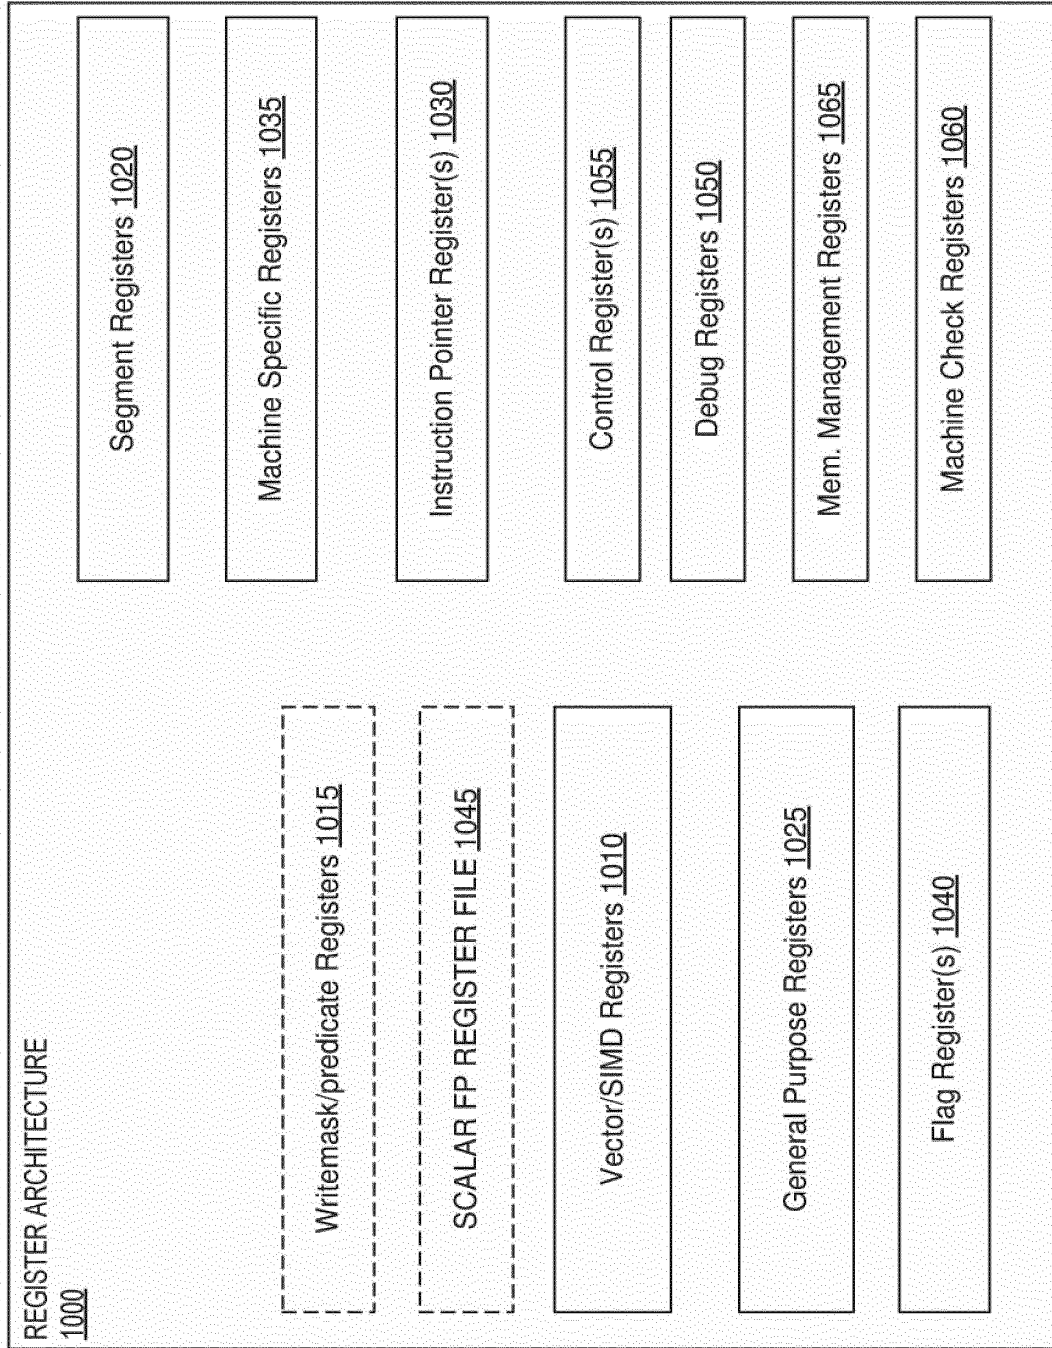 REGISTER ARCHITECTURE
1000
Writemask/predicate Registers 1015
SCALAR FP REGISTER FILE 1045
Vector/SIMD Registers 1010
General Purpose Registers 1025
Flag Register(s) 1040
Segment Registers 1020
Machine Specific Registers 1035
Instruction Pointer Register(s) 1030
Control Register(s) 1055
Debug Registers 1050
Mem. Management Registers 1065
Machine Check Registers 1060